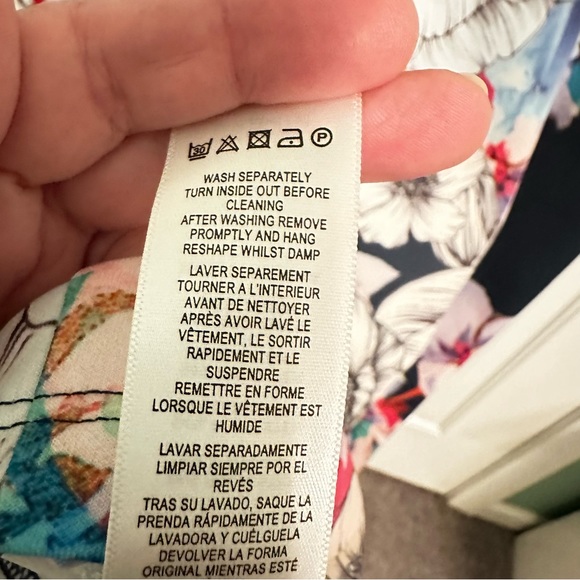 30 P
WASH SEPARATELY
TURN INSIDE OUT BEFORE
CLEANING
AFTER WASHING REMOVE
PROMPTLY AND HANG
RESHAPE WHILST DAMP
LAVER SEPAREMENT
TOURNER A L'INTERIEUR
AVANT DE NETTOYER
APRÈS AVOIR LAVÉ LE
VÊTEMENT, LE SORTIR
RAPIDEMENT ET LE
SUSPENDRE
REMETTRE EN FORME
LORSQUE LE VÊTEMENT EST
HUMIDE
LAVAR SEPARADAMENTE
LIMPIAR SIEMPRE POR EL
REVÉS
TRAS SU LAVADO, SAQUE LA
PRENDA RÁPIDAMENTE DE LA
LAVADORA Y CUÉLGUELA
DEVOLVER LA FORMA
ORIGINAL MIENTRAS ESTÉ